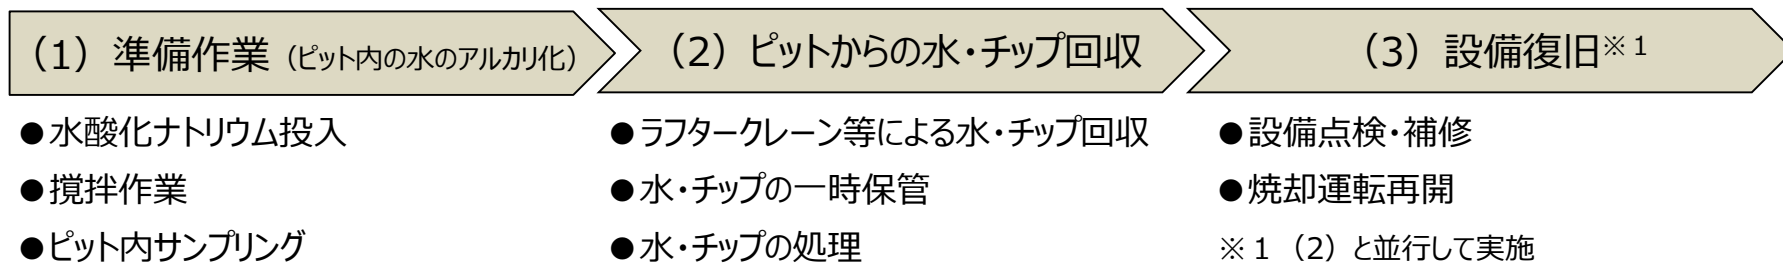 (1)準備作業(ピット内の水のアルカリ化)
●水酸化ナトリウム投入
●撹拌作業
●ピット内サンプリング
(2)ピットからの水・チップ回収
●ラフタークレーン等による水・チップ回収
●水・チップの一時保管
●水・チップの処理
(3)設備復旧※1
●設備点検・補修
●焼却運転再開
※1(2)と並行して実施